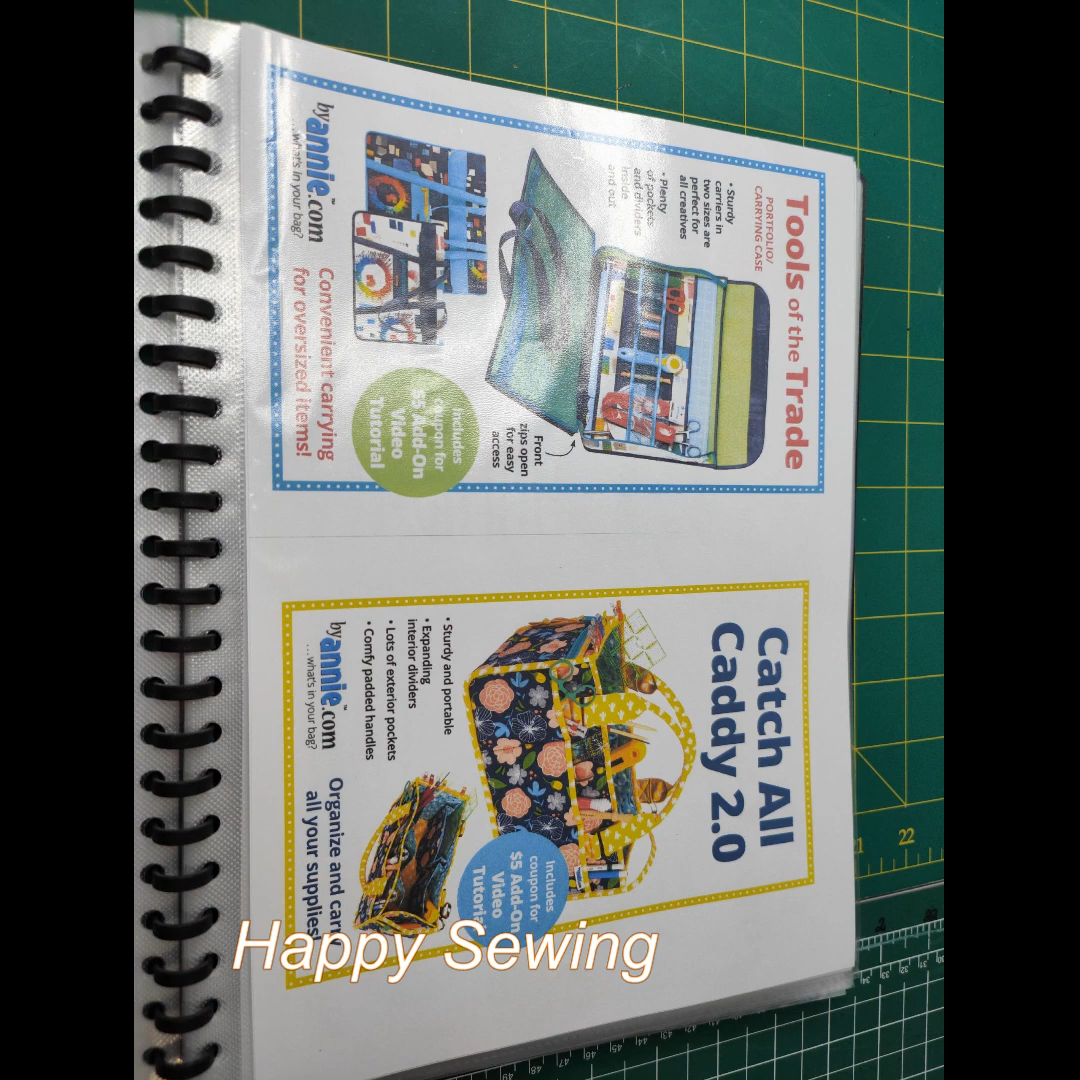 Tools of the Trade
PORTFOLIO/
CARRYING CASE
• Sturdy
carriers in
two sizes are
perfect for
all creatives
• Plenty
of pockets
and dividers
inside
and out
Front
zips open
for easy
access
Includes
coupon for
$5 Add-On
Video
Tutorial
by annie.com™
...what's in your bag?
Convenient carrying
for oversized items!
Catch All
Caddy 2.0
• Sturdy and portable
• Expanding
interior dividers
• Lots of exterior pockets
• Comfy padded handles
Includes
coupon for
$5 Add-On
Video
Tutorial
by annie.com™
...what's in your bag?
Organize and carry
all your supplies!
Happy Sewing
22